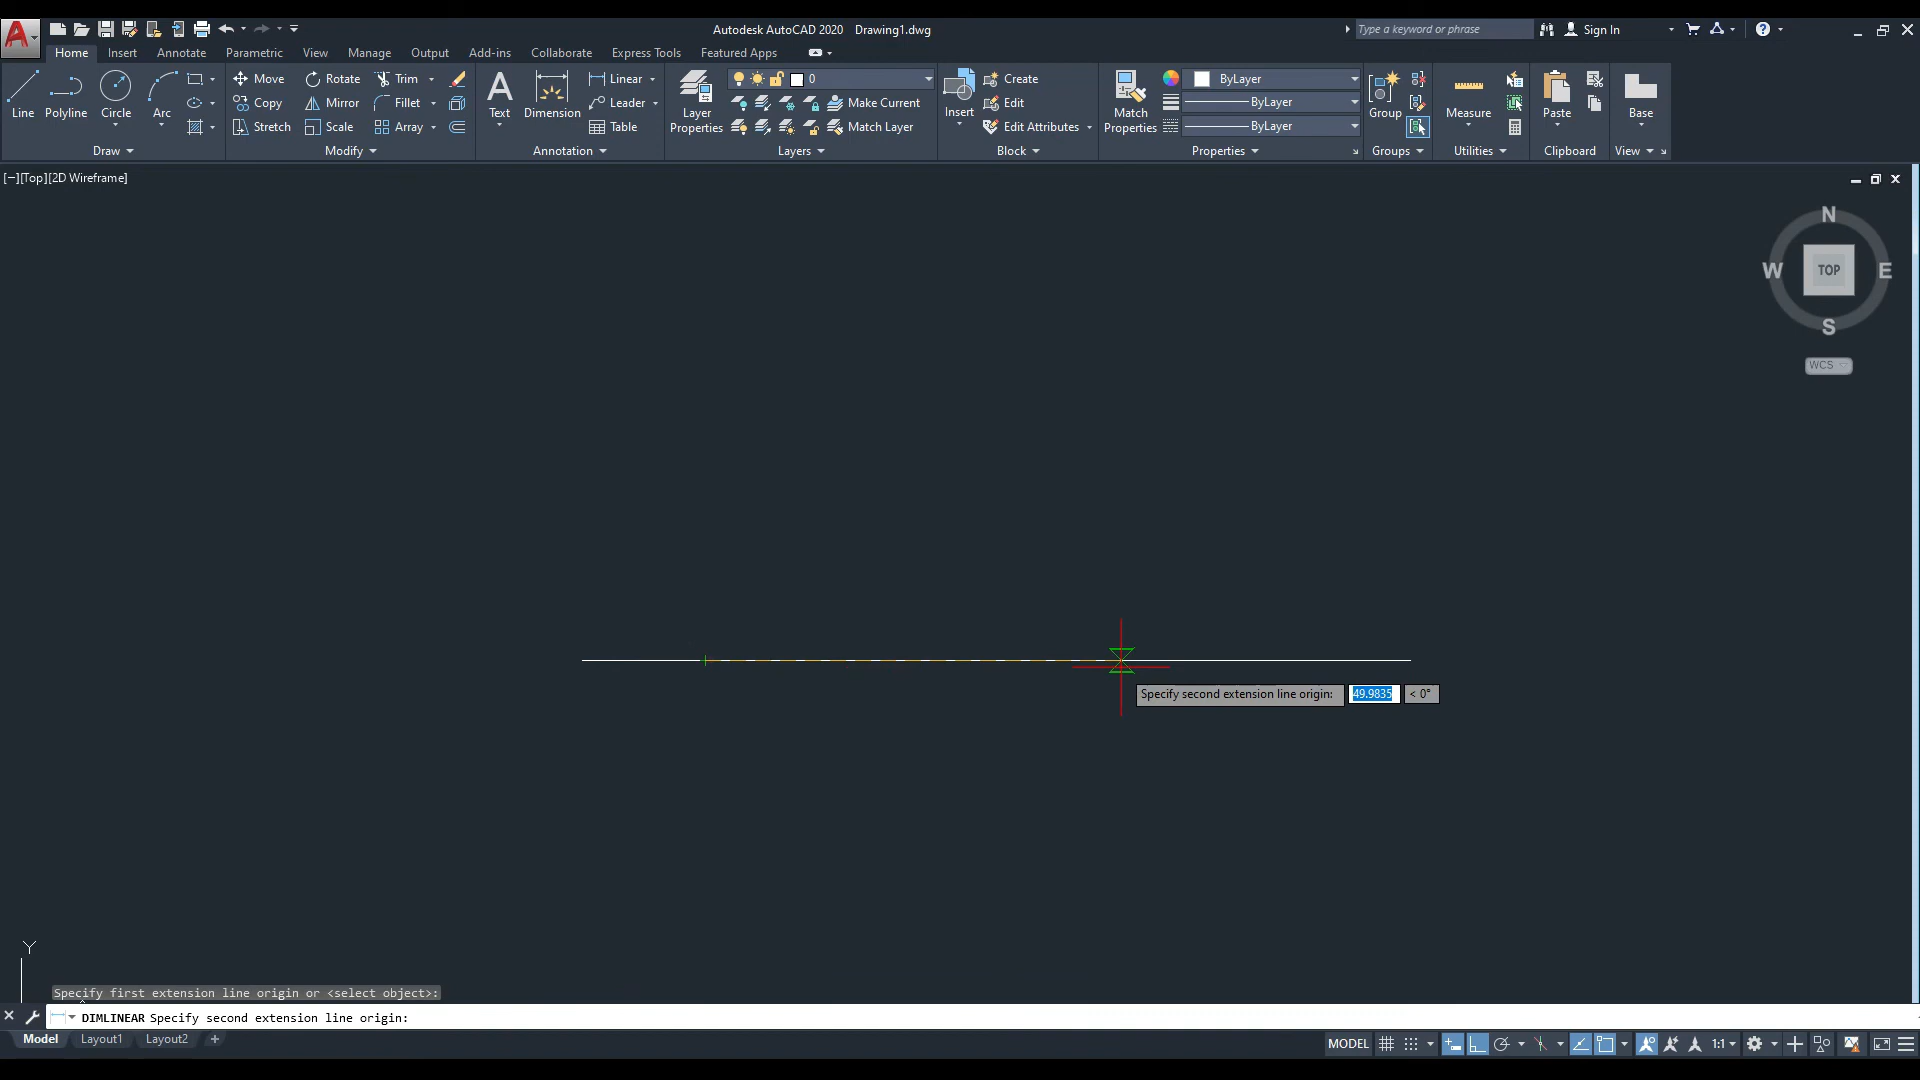 A Autodesk AutoCAD 2020 Drawing1.dwg Type a keyword or phrase Sign In ?
Home Insert Annotate Parametric View Manage Output Add-ins Collaborate Express Tools Featured Apps
Line Polyline Circle Arc
Draw
Move Rotate Trim
Copy Mirror Fillet
Stretch Scale Array
Modify
A Text Dimension
Linear
Leader
Table
Annotation
Layer Properties
0
Make Current
Match Layer
Layers
Insert
Create
Edit
Edit Attributes
Block
Match Properties
ByLayer
ByLayer
ByLayer
Properties
Group
Groups
Measure
Utilities
Paste
Clipboard
Base
View
[−][Top][2D Wireframe]
N
W TOP E
S
WCS
Specify second extension line origin: 49.9835 < 0°
Y
Specify first extension line origin or <select object>:
DIMLINEAR Specify second extension line origin:
Model Layout1 Layout2 + MODEL 1:1